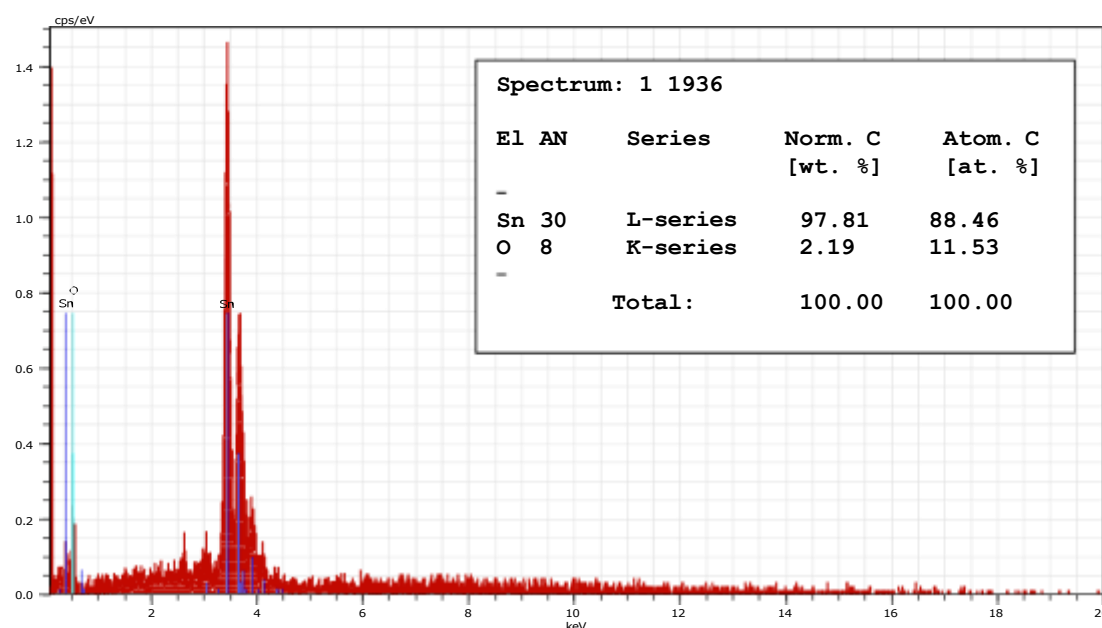 cps/eV
1.4
1.2
1.0
0.8
0.6
0.4
0.2
0.0
Sn
O
Sn
2
4
6
8
10
12
14
16
18
2
keV
Spectrum: 1 1936
El AN Series Norm. C Atom. C
[wt. %] [at. %]
–
Sn 30 L-series 97.81 88.46
O 8 K-series 2.19 11.53
–
Total: 100.00 100.00